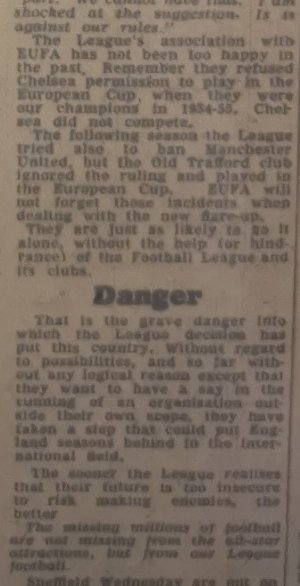 shocked at the suggestion. Is is
against our rules."
The League's association with
EUFA has not been too happy in
the past. Remember they refused
Chelsea permission to play in the
European Cup, when they were
our champions in 1954-55. Chel-
sea did not compete.
The following season the League
tried also to ban Manchester
United, but the Old Trafford club
ignored the ruling and played in
the European Cup. EUFA will
not forget those incidents when
dealing with the new flare-up.
They are just as likely to go it
alone, without the help (or hind-
rance) of the Football League and
its clubs.
Danger
That is the grave danger into
which the League decision has
put this country. Without regard
to possibilities, and so far with-
out any logical reason except that
they want to have a say in the
running of an organisation out-
side their own scope, they have
taken a step that could put Eng-
land seasons behind in the inter-
national field.
The sooner the League realises
that their future is too insecure
to risk making enemies, the
better
The missing millions of football
are not missing from the all-star
attractions, but from our League
football.
Sheffield Wednesday are out on